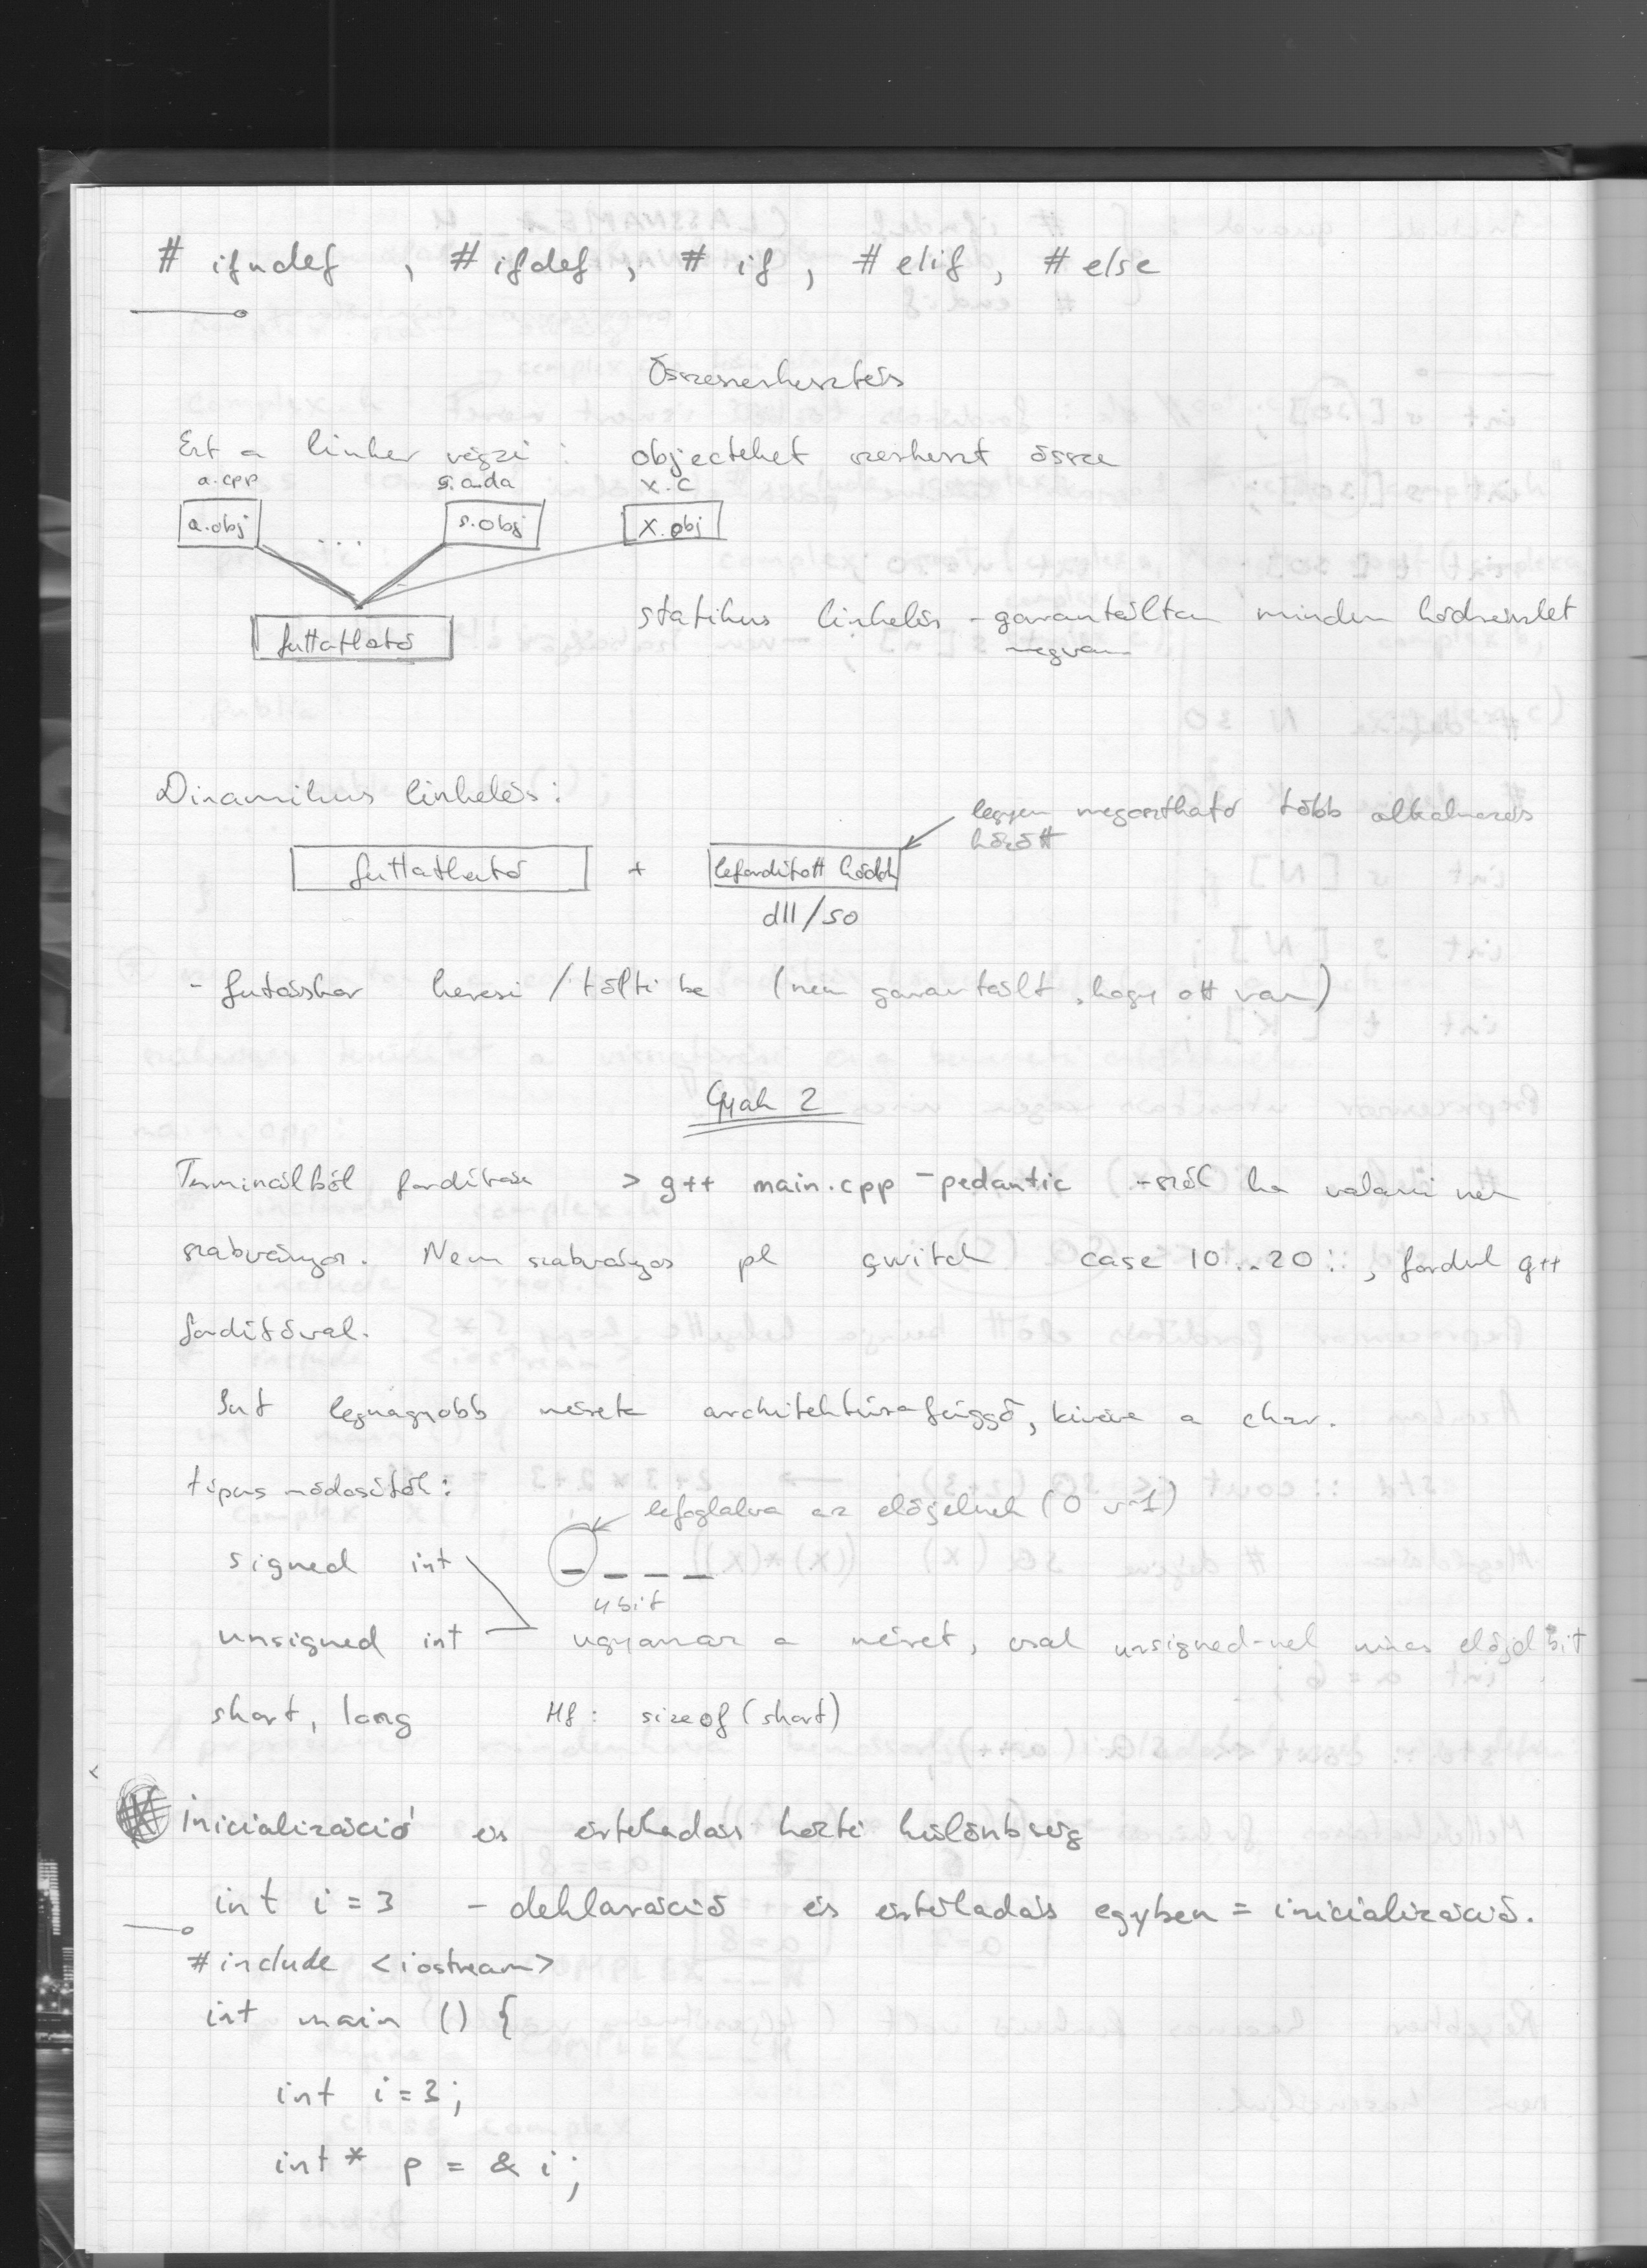 # ifndef , # ifdef , # if , # elif , # else
Összeszerkesztés
Ezt a linker végzi : objecteket szerkeszt össze
a.cpp s.ada x.c
a.obj ... s.obj x.obj
futtatható
statikus linkelés - garantáltan minden kódrészlet
megvan
Dinamikus linkelés:
legyen megosztható több alkalmazás
között
futtatható + lefordított kódok
dll/so
- futáskor keresi / tölti be (nem garantált, hogy ott van)
Gyak 2
Terminálból fordítás > g++ main.cpp -pedantic - szól ha valami nem
szabványos. Nem szabványos pl switch case 10...20: , fordul g++
fordítóval.
Int legnagyobb mérete architektúrafüggő, kivéve a char.
típus módosítók:
lefoglalva az előjelnek (0 v 1)
signed int
4 bit
unsigned int ugyanaz a méret, csak unsigned-nel nincs előjel bit
short, long Hf: sizeof(short)
Inicializáció és értékadás közti különbség
int i = 3 - deklaráció és értékadás egyben = inicializáció.
# include <iostream>
int main () {
int i = 3;
int * p = & i;